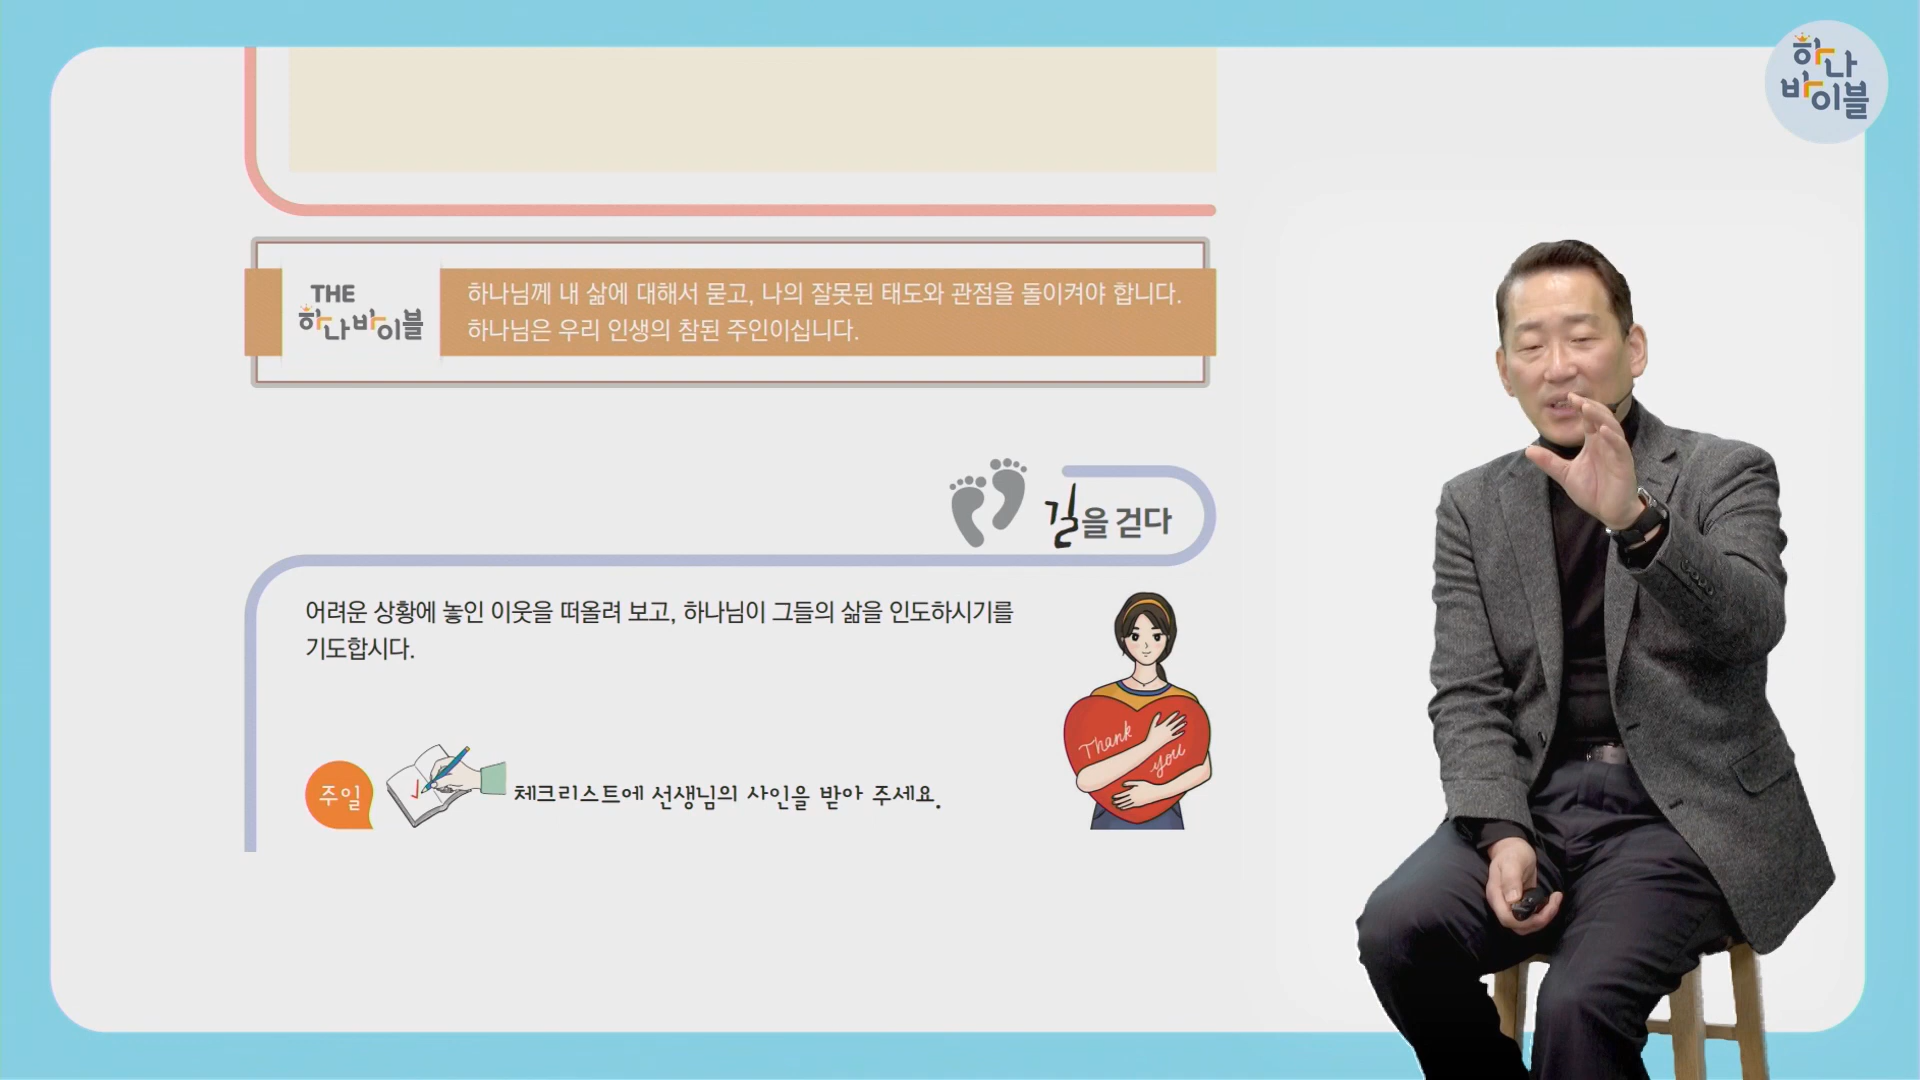 하나
바이블
THE
하나바이블
하나님께 내 삶에 대해서 묻고, 나의 잘못된 태도와 관점을 돌이켜야 합니다.
하나님은 우리 인생의 참된 주인이십니다.
길을 걷다
어려운 상황에 놓인 이웃을 떠올려 보고, 하나님이 그들의 삶을 인도하시기를
기도합시다.
Thank
you
주일
체크리스트에 선생님의 사인을 받아 주세요.